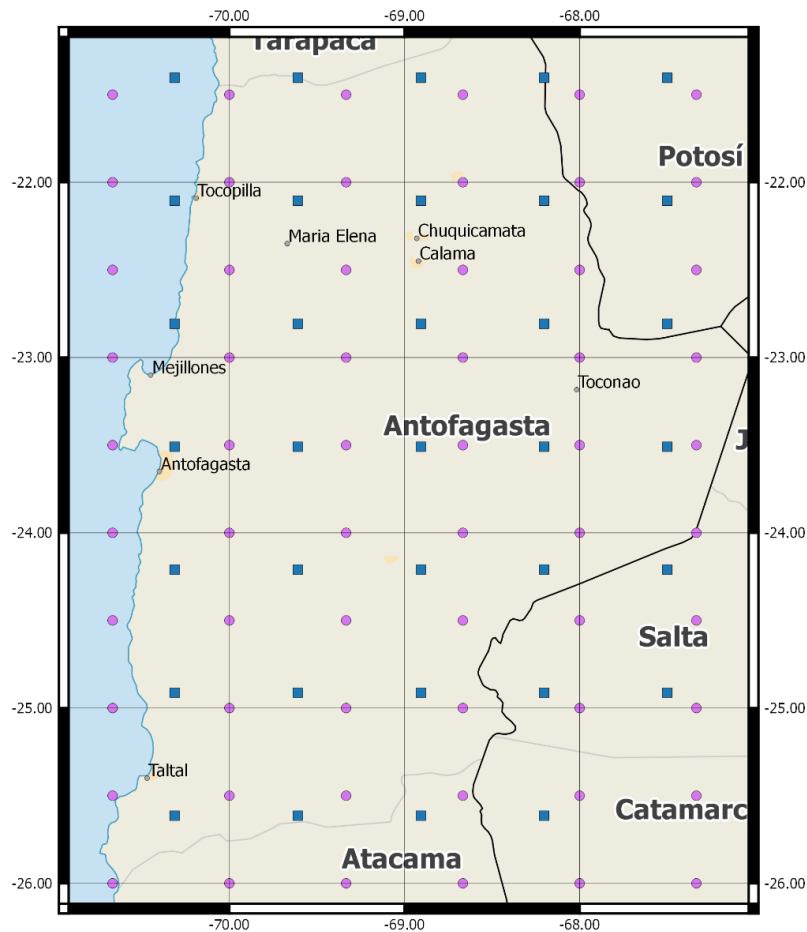 -70.00 -69.00 -68.00
Tarapacá
Potosí
-22.00 -22.00
Tocopilla
Chuquicamata
Maria Elena
Calama
-23.00 -23.00
Mejillones
Toconao
Antofagasta
J
Antofagasta
-24.00 -24.00
Salta
-25.00 -25.00
Taltal
Catamarc
Atacama
-26.00 -26.00
-70.00 -69.00 -68.00